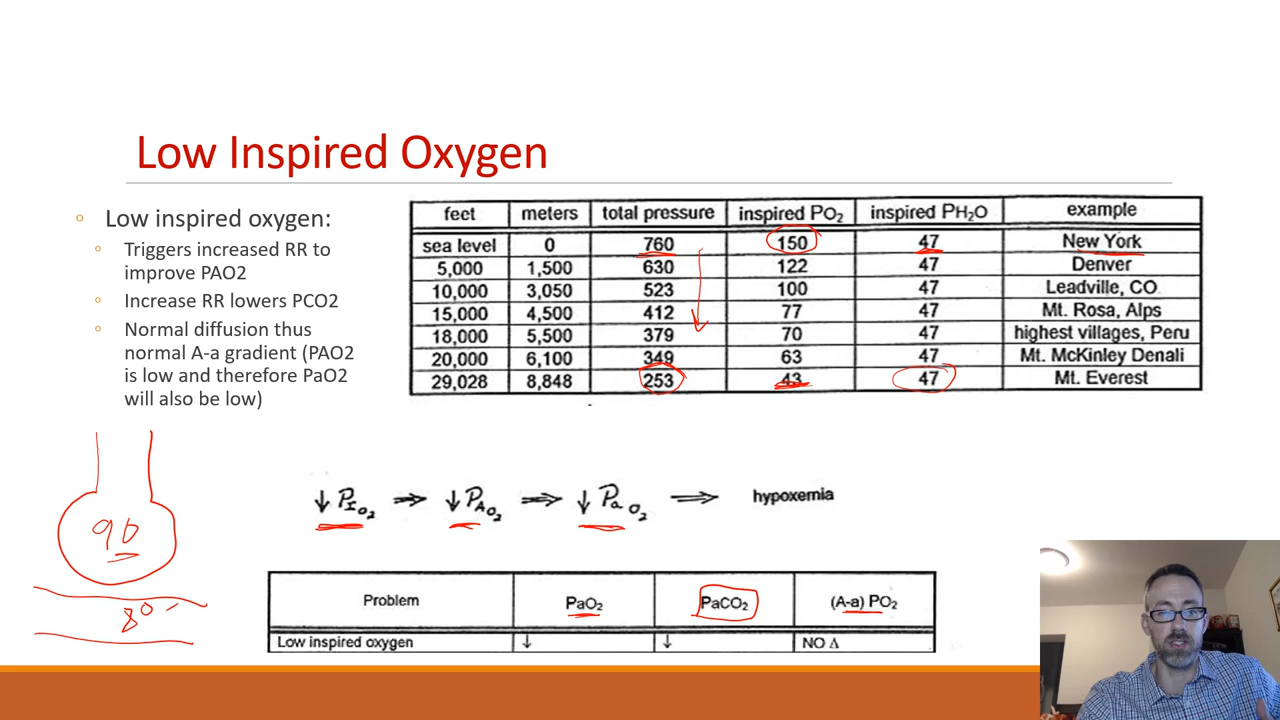 Low Inspired Oxygen
Low inspired oxygen:
Triggers increased RR to
improve PAO2
Increase RR lowers PCO2
Normal diffusion thus
normal A-a gradient (PAO2
is low and therefore PaO2
will also be low)
feet meters total pressure inspired PO₂ inspired PH₂O example
sea level 0 760 150 47 New York
5,000 1,500 630 122 47 Denver
10,000 3,050 523 100 47 Leadville, CO
15,000 4,500 412 77 47 Mt. Rosa, Alps
18,000 5,500 379 70 47 highest villages, Peru
20,000 6,100 349 63 47 Mt. McKinley Denali
29,028 8,848 253 43 47 Mt. Everest
90
80
↓ PIO₂ ⇒ ↓ PAO₂ ⇒ ↓ PaO₂ ⇒ hypoxemia
Problem PaO₂ PaCO₂ (A-a) PO₂
Low inspired oxygen ↓ ↓ NO Δ